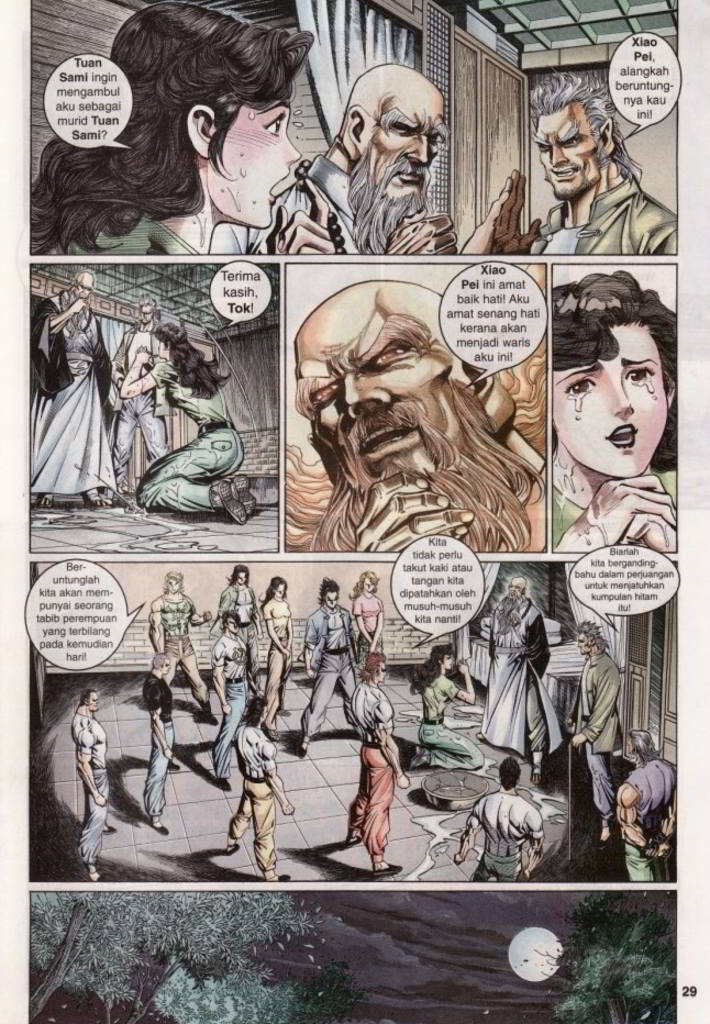 Tuan
Sami ingin
mengambul
aku sebagai
murid Tuan
Sami?
Xiao
Pei,
alangkah
beruntung-
nya kau
ini!
Terima
kasih,
Tok!
Xiao
Pei ini amat
baik hati! Aku
amat senang hati
kerana akan
menjadi waris
aku ini!
Ber-
untunglah
kita akan mem-
punyai seorang
tabib perempuan
yang terbilang
pada kemudian
hari!
Kita
tidak perlu
takut kaki atau
tangan kita
dipatahkan oleh
musuh-musuh
kita nanti!
Biarlah
kita berganding-
bahu dalam perjuangan
untuk menjatuhkan
kumpulan hitam
itu!
29